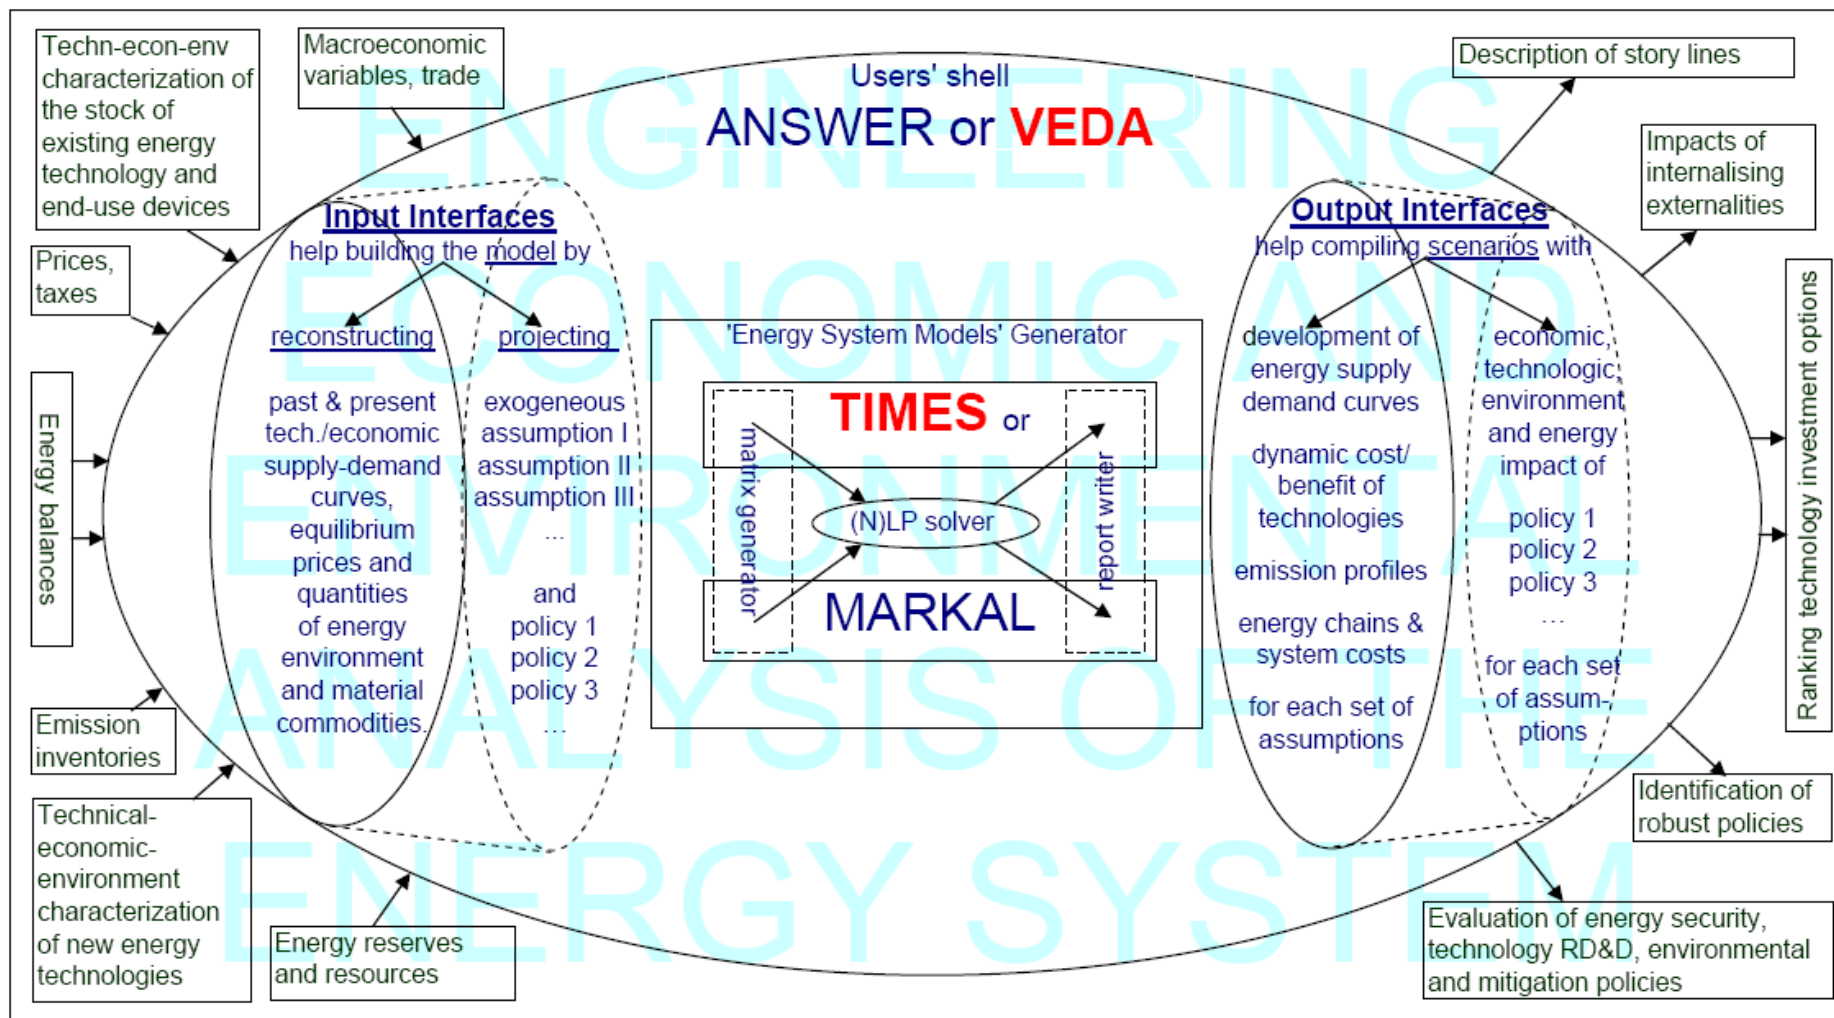 Techn-econ-env
characterization of
the stock of
existing energy
technology and
end-use devices
Macroeconomic
variables, trade
Prices,
taxes
Energy balances
Emission
inventories
Technical-
economic-
environment
characterization
of new energy
technologies
Energy reserves
and resources
Users' shell
ANSWER or VEDA
Input Interfaces
help building the model by
reconstructing
past & present
tech./economic
supply-demand
curves,
equilibrium
prices and
quantities
of energy
environment
and material
commodities.
projecting
exogeneous
assumption I
assumption II
assumption III
...
and
policy 1
policy 2
policy 3
...
'Energy System Models' Generator
TIMES or
matrix generator
(N)LP solver
report writer
MARKAL
Output Interfaces
help compiling scenarios with
development of
energy supply
demand curves
dynamic cost/
benefit of
technologies
emission profiles
energy chains &
system costs
for each set of
assumptions
economic,
technologic,
environment
and energy
impact of
policy 1
policy 2
policy 3
...
for each set
of assum-
ptions
Description of story lines
Impacts of
internalising
externalities
Ranking technology investment options
Identification of
robust policies
Evaluation of energy security,
technology RD&D, environmental
and mitigation policies
ENGINEERING
ECONOMIC AND
ENVIRONMENTAL
ANALYSIS OF THE
ENERGY SYSTEM